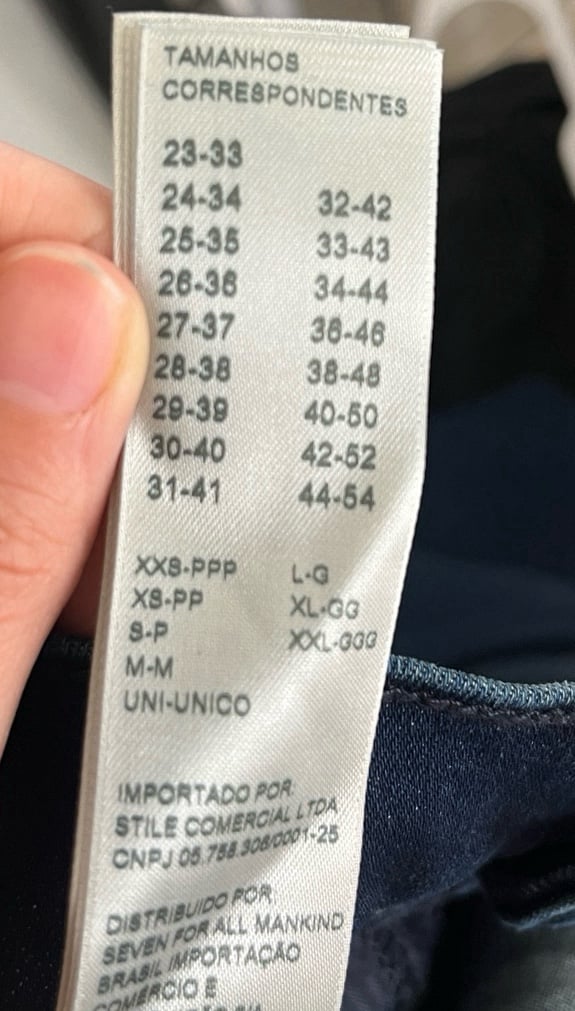 TAMANHOS
CORRESPONDENTES
23-33
24-34 32-42
25-35 33-43
26-36 34-44
27-37 36-46
28-38 38-48
29-39 40-50
30-40 42-52
31-41 44-54
XXS-PPP L-G
XS-PP XL-GG
S-P XXL-GGG
M-M
UNI-UNICO
IMPORTADO POR:
STILE COMERCIAL LTDA
CNPJ 05.755.306/0001-25
DISTRIBUIDO POR:
SEVEN FOR ALL MANKIND
BRASIL IMPORTAÇÃO
COMÉRCIO E